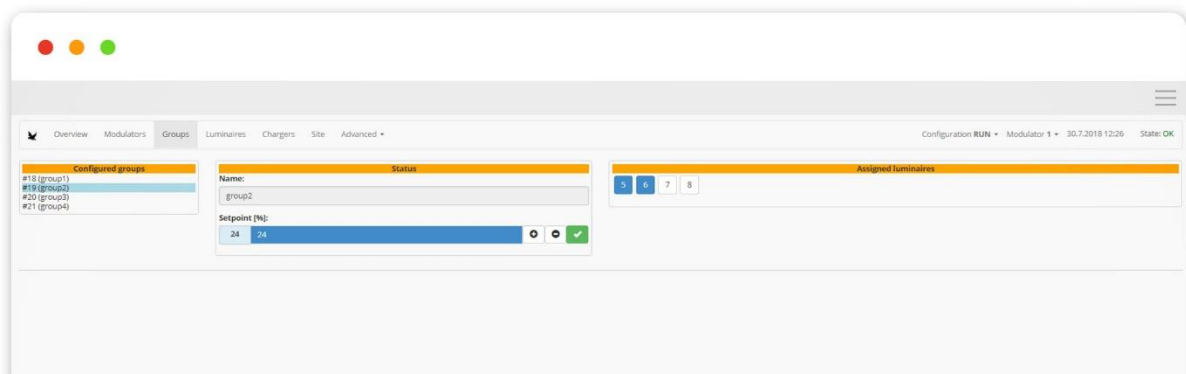 Overview Modulators Groups Luminaires Chargers Site Advanced Configuration RUN Modulator 1 30.7.2018 12:26 State: OK
Configured groups
#18 (group1)
#19 (group2)
#20 (group3)
#21 (group4)
Status
Name:
group2
Setpoint [%]:
24 24
Assigned luminaires
5 6 7 8